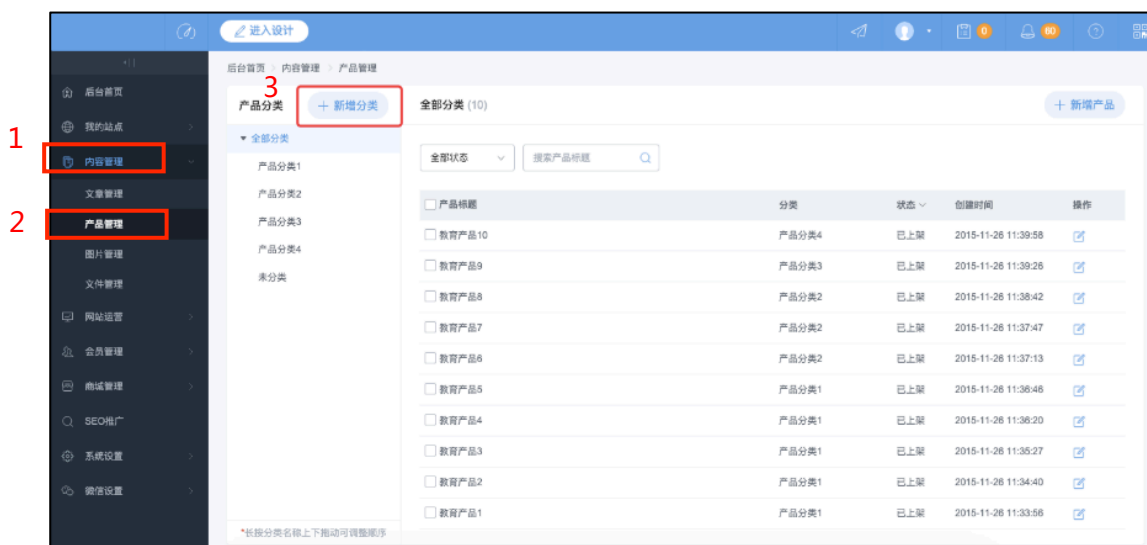 进入设计
0
60
后台首页 > 内容管理 > 产品管理
1
2
3
后台首页
我的站点
内容管理
文章管理
产品管理
图片管理
文件管理
网站运营
会员管理
商城管理
SEO推广
系统设置
微信设置
产品分类
+ 新增分类
全部分类
产品分类1
产品分类2
产品分类3
产品分类4
未分类
*长按分类名称上下拖动可调整顺序
全部分类 (10)
+ 新增产品
全部状态 搜索产品标题
产品标题 分类 状态 创建时间 操作
教育产品10 产品分类4 已上架 2015-11-26 11:39:58
教育产品9 产品分类3 已上架 2015-11-26 11:39:26
教育产品8 产品分类2 已上架 2015-11-26 11:38:42
教育产品7 产品分类2 已上架 2015-11-26 11:37:47
教育产品6 产品分类2 已上架 2015-11-26 11:37:13
教育产品5 产品分类1 已上架 2015-11-26 11:36:46
教育产品4 产品分类1 已上架 2015-11-26 11:36:20
教育产品3 产品分类1 已上架 2015-11-26 11:35:27
教育产品2 产品分类1 已上架 2015-11-26 11:34:40
教育产品1 产品分类1 已上架 2015-11-26 11:33:56